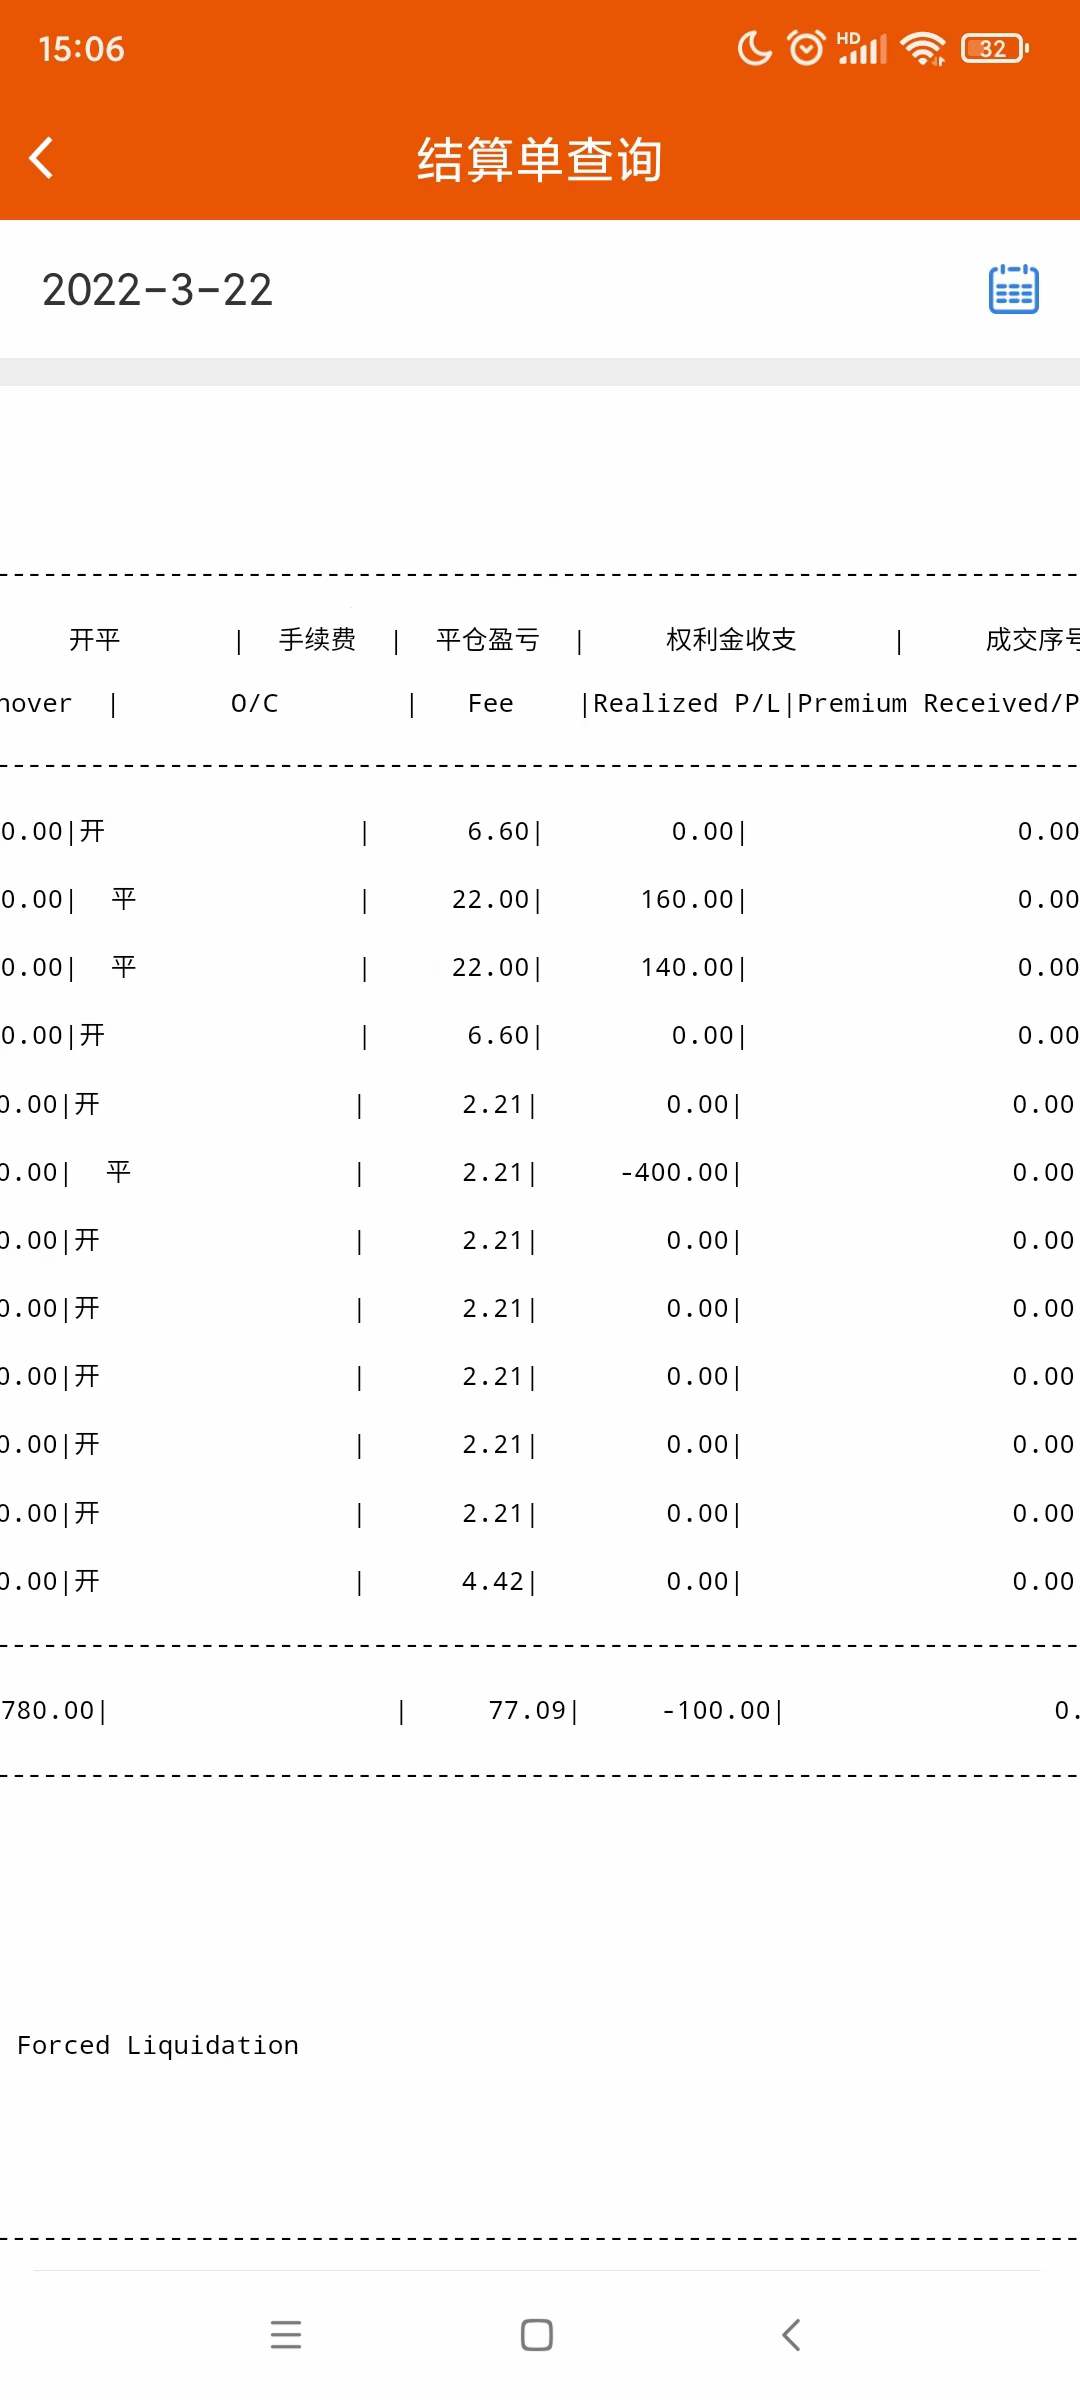 15:06
HD
32
结算单查询
2022-3-22
开平 | 手续费 | 平仓盈亏 | 权利金收支 | 成交序号
nover | O/C | Fee |Realized P/L|Premium Received/P
0.00|开 | 6.60| 0.00| 0.00
0.00| 平 | 22.00| 160.00| 0.00
0.00| 平 | 22.00| 140.00| 0.00
0.00|开 | 6.60| 0.00| 0.00
0.00|开 | 2.21| 0.00| 0.00
0.00| 平 | 2.21| -400.00| 0.00
0.00|开 | 2.21| 0.00| 0.00
0.00|开 | 2.21| 0.00| 0.00
0.00|开 | 2.21| 0.00| 0.00
0.00|开 | 2.21| 0.00| 0.00
0.00|开 | 2.21| 0.00| 0.00
0.00|开 | 4.42| 0.00| 0.00
780.00| | 77.09| -100.00| 0.
Forced Liquidation